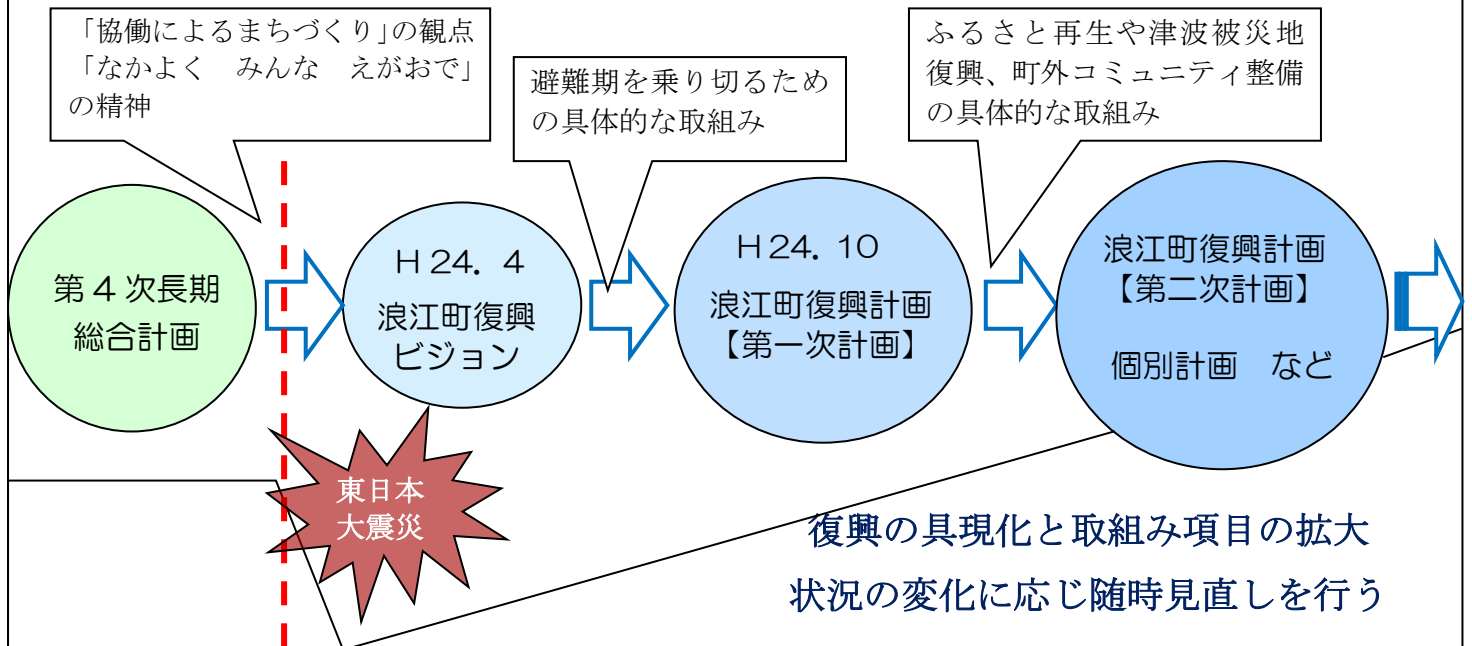 「協働によるまちづくり」の観点
「なかよく　みんな　えがおで」
の精神
避難期を乗り切るため
の具体的な取組み
ふるさと再生や津波被災地
復興、町外コミュニティ整備
の具体的な取組み
第４次長期
総合計画
Ｈ24．４
浪江町復興
ビジョン
Ｈ24．10
浪江町復興計画
【第一次計画】
浪江町復興計画
【第二次計画】
個別計画　など
東日本
大震災
復興の具現化と取組み項目の拡大
状況の変化に応じ随時見直しを行う